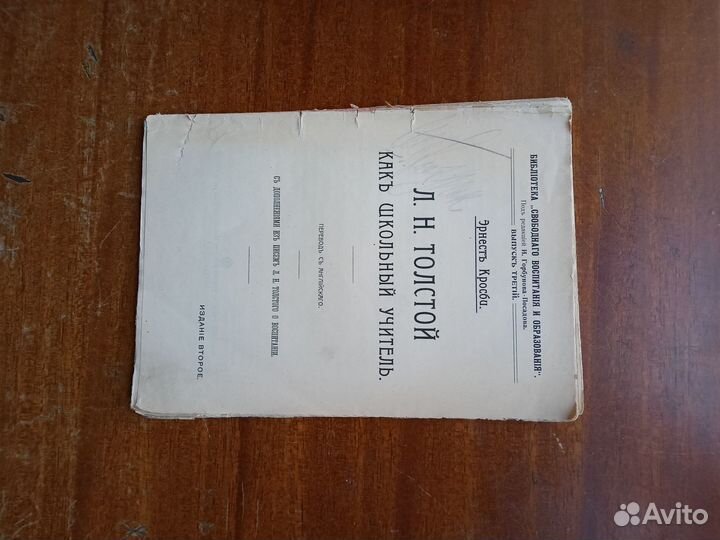 БИБЛІОТЕКА „СВОБОДНАГО ВОСПИТАНІЯ И ОБРАЗОВАНІЯ“.
Подъ редакціей И. Горбунова-Посадова.
ВЫПУСКЪ ТРЕТІЙ.
Эрнестъ Кросби.
Л. Н. ТОЛСТОЙ
КАКЪ ШКОЛЬНЫЙ УЧИТЕЛЬ.
ПЕРЕВОДЪ СЪ АНГЛІЙСКАГО.
СЪ ДОПОЛНЕНІЯМИ ИЗЪ ПИСЕМЪ Л. Н. ТОЛСТОГО О ВОСПИТАНІИ.
ИЗДАНІЕ ВТОРОЕ.
Avito